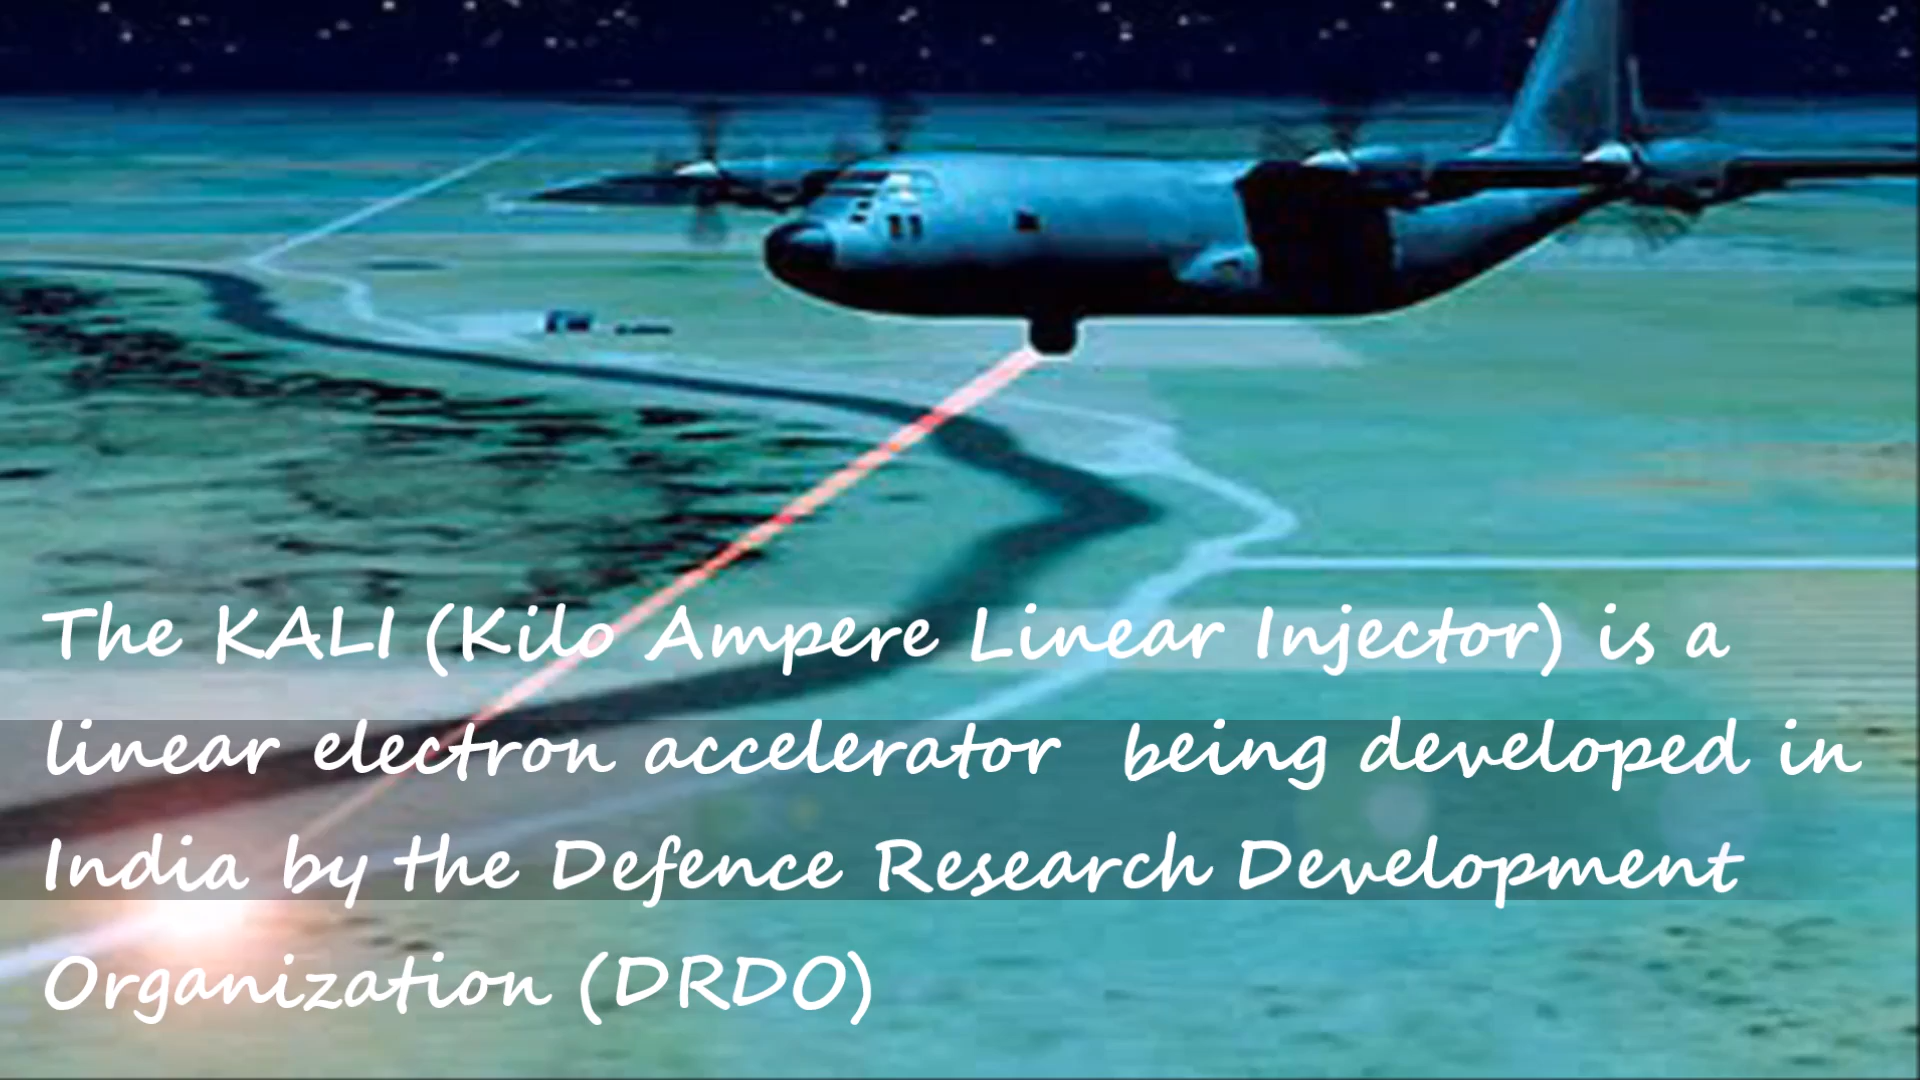 The KALI (Kilo Ampere Linear Injector) is a
linear electron accelerator being developed in
India by the Defence Research Development
Organization (DRDO)